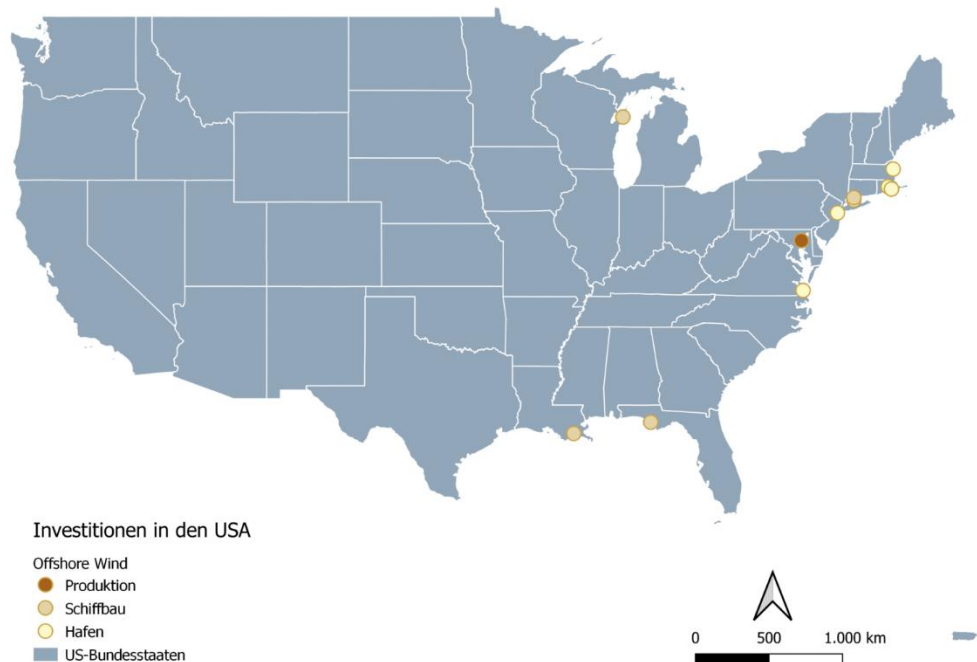 Investitionen in den USA
Offshore Wind
Produktion
Schiffbau
Hafen
US-Bundesstaaten
0 500 1.000 km